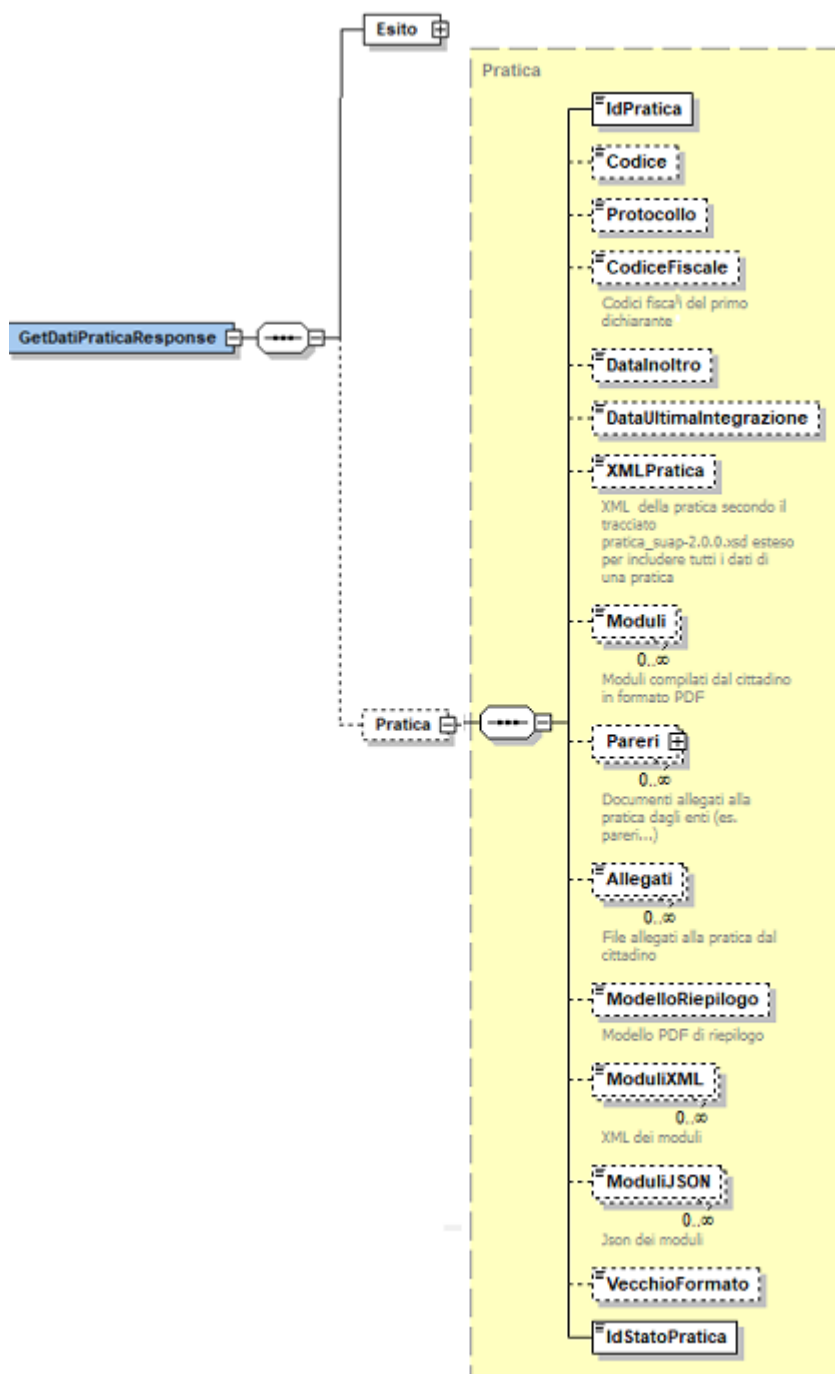 Esito
Pratica
IdPratica
Codice
Protocollo
CodiceFiscale
Codici fiscali del primo
dichiarante
GetDatiPraticaResponse
DataInoltro
DataUltimaIntegrazione
XMLPratica
XML della pratica secondo il
tracciato
pratica_suap-2.0.0.xsd esteso
per includere tutti i dati di
una pratica
Moduli
0..∞
Moduli compilati dal cittadino
in formato PDF
Pratica
Pareri
0..∞
Documenti allegati alla
pratica dagli enti (es.
pareri...)
Allegati
0..∞
File allegati alla pratica dal
cittadino
ModelloRiepilogo
Modello PDF di riepilogo
ModuliXML
0..∞
XML dei moduli
ModuliJSON
0..∞
Json dei moduli
VecchioFormato
IdStatoPratica